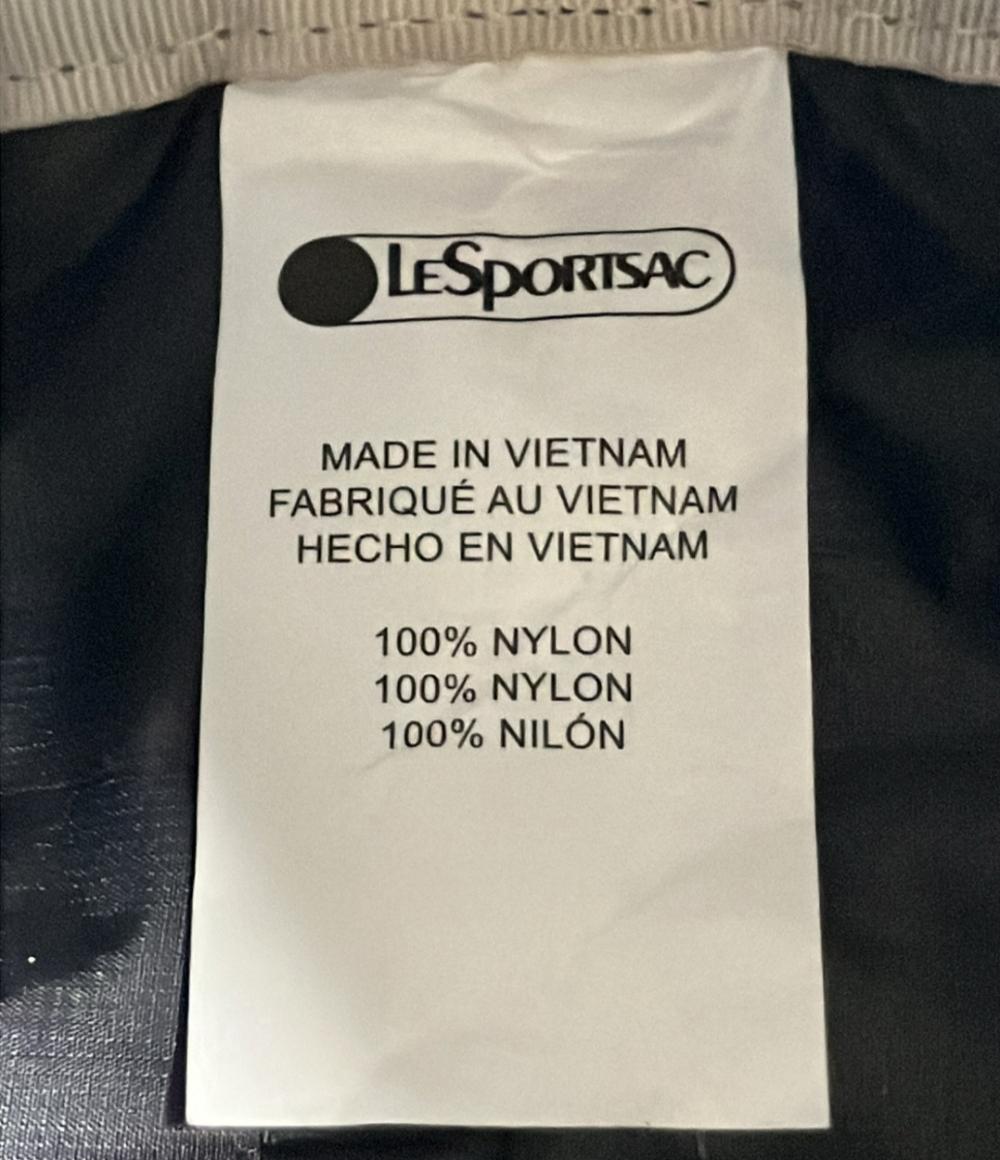 LeSportsac
MADE IN VIETNAM
FABRIQUÉ AU VIETNAM
HECHO EN VIETNAM
100% NYLON
100% NYLON
100% NILÓN